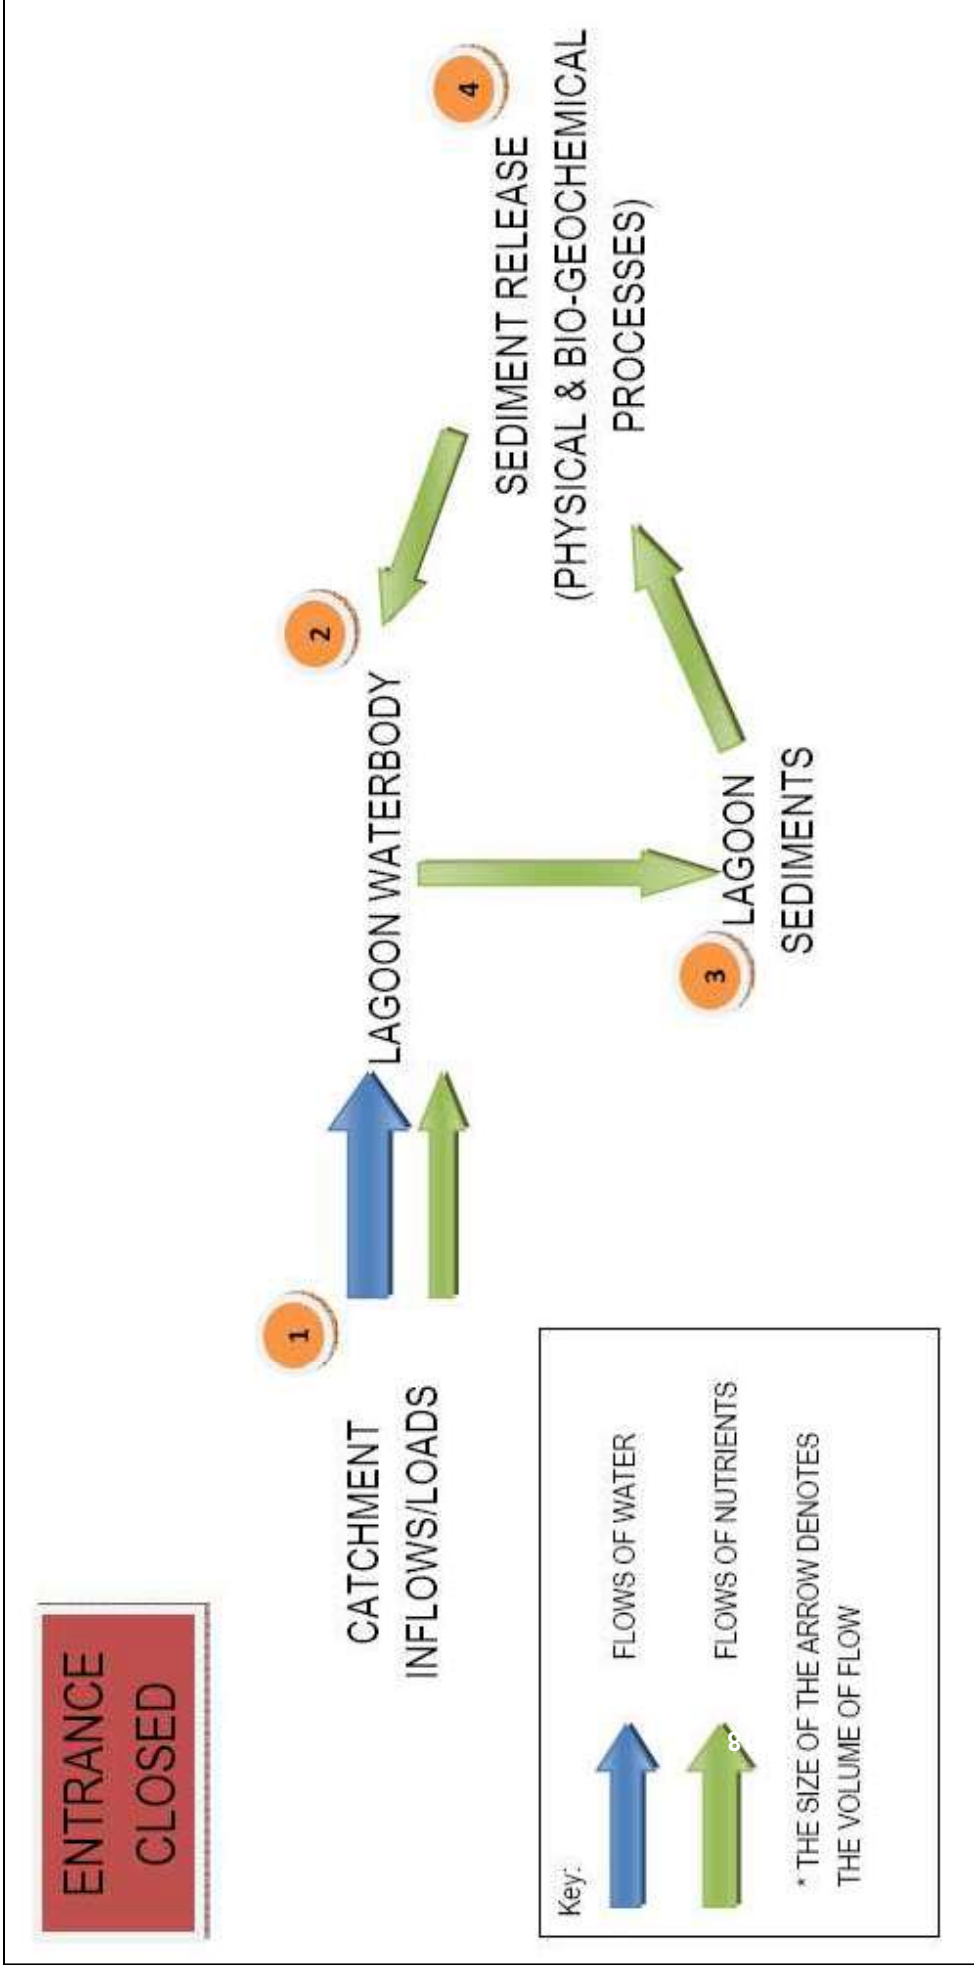 ENTRANCE
CLOSED
CATCHMENT
INFLOWS/LOADS
1
LAGOON WATERBODY
2
3
LAGOON
SEDIMENTS
4
SEDIMENT RELEASE
(PHYSICAL & BIO-GEOCHEMICAL
PROCESSES)
Key:
FLOWS OF WATER
FLOWS OF NUTRIENTS
* THE SIZE OF THE ARROW DENOTES
THE VOLUME OF FLOW
8